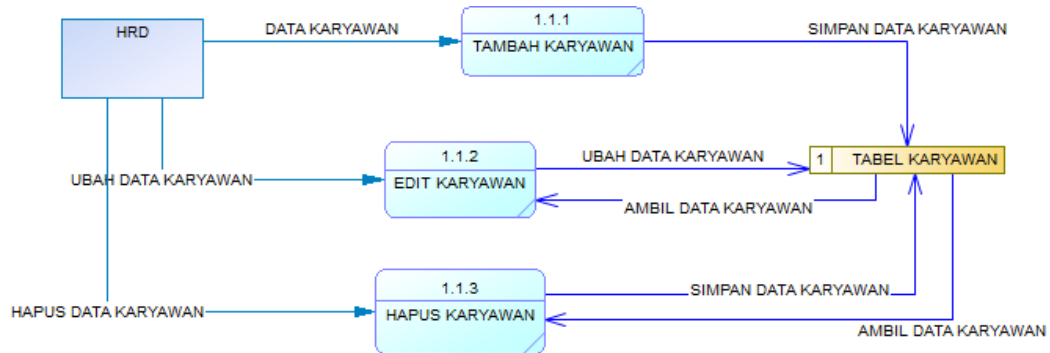 HRD
DATA KARYAWAN
1.1.1
TAMBAH KARYAWAN
SIMPAN DATA KARYAWAN
UBAH DATA KARYAWAN
1.1.2
EDIT KARYAWAN
UBAH DATA KARYAWAN
1 TABEL KARYAWAN
AMBIL DATA KARYAWAN
HAPUS DATA KARYAWAN
1.1.3
HAPUS KARYAWAN
SIMPAN DATA KARYAWAN
AMBIL DATA KARYAWAN